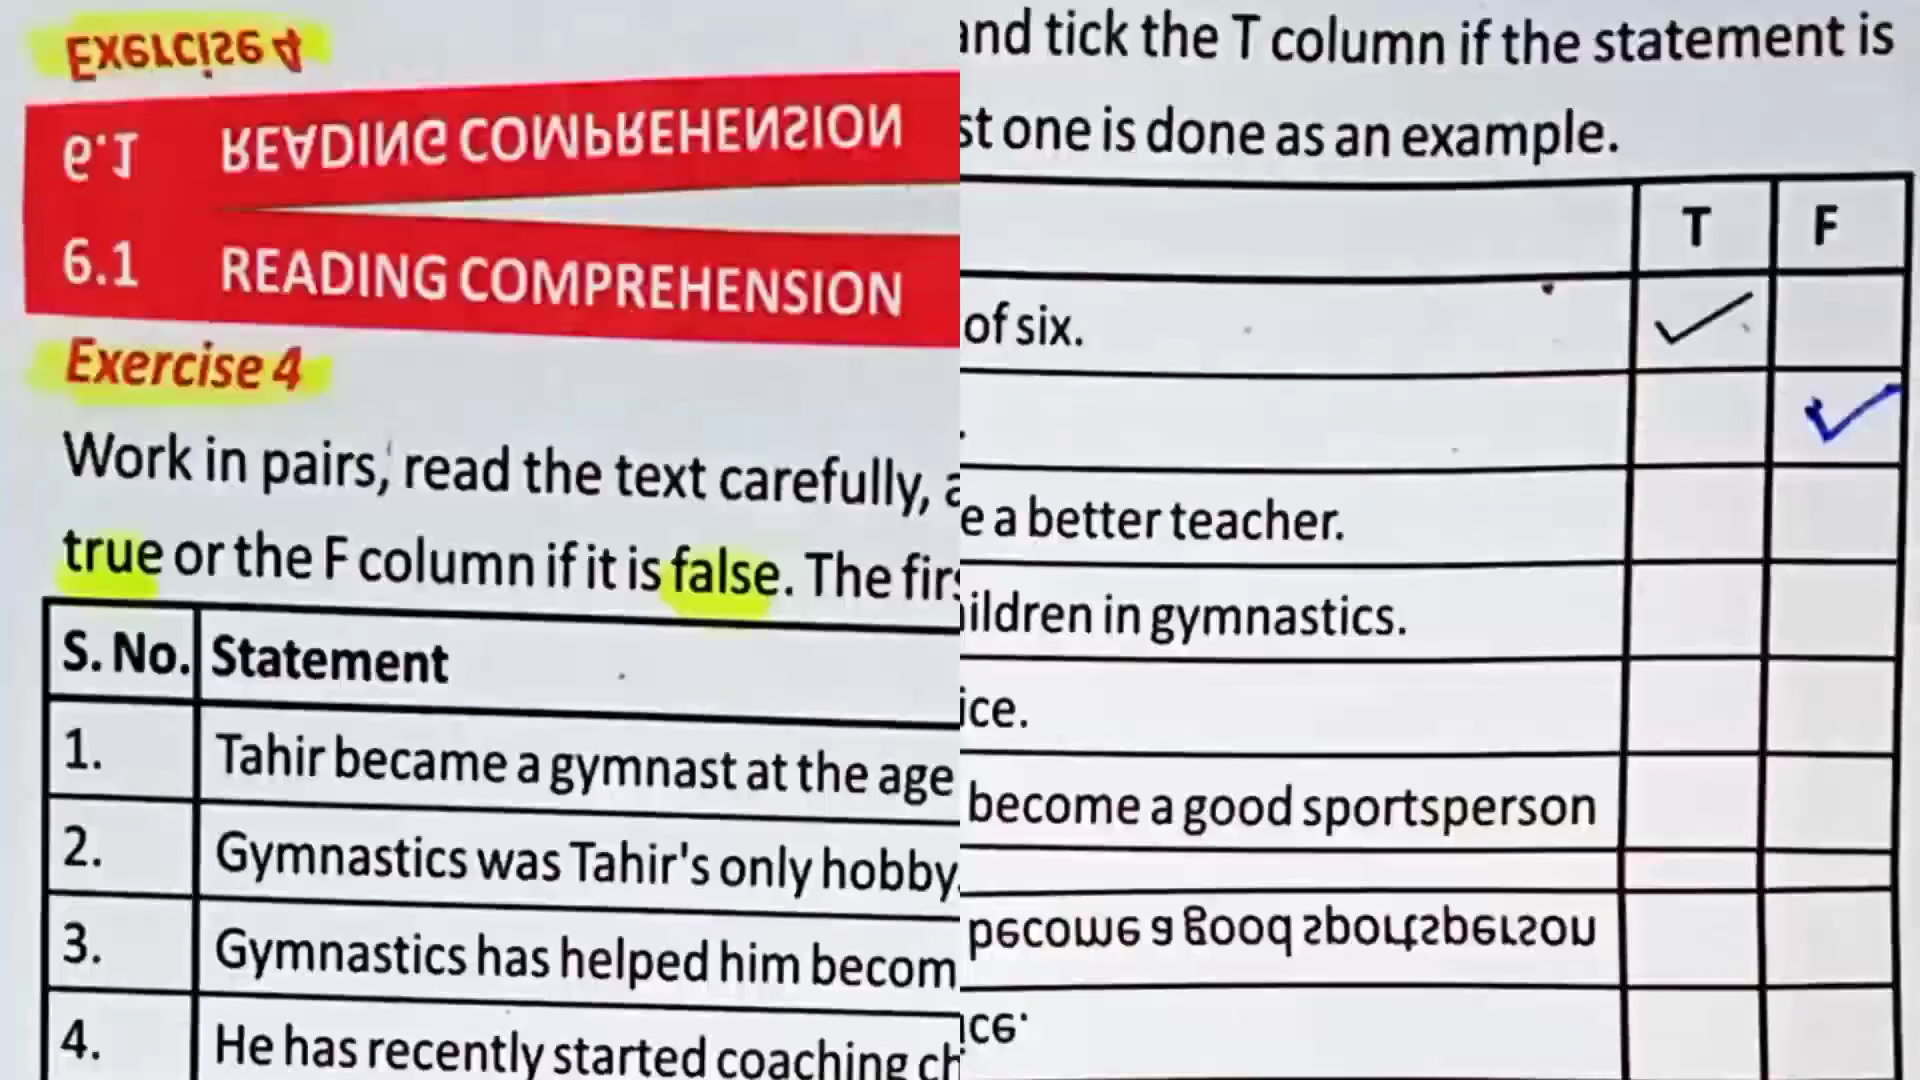 Exercise 4
6.1 READING COMPREHENSION
6.1 READING COMPREHENSION
Exercise 4
Work in pairs, read the text carefully, a
true or the F column if it is false. The firs
S. No. Statement
1. Tahir became a gymnast at the age
2. Gymnastics was Tahir's only hobby.
3. Gymnastics has helped him becom
4. He has recently started coaching ch
and tick the T column if the statement is
st one is done as an example.
T F
of six.
e a better teacher.
ildren in gymnastics.
ice.
become a good sportsperson
become a good sportsperson
ice.